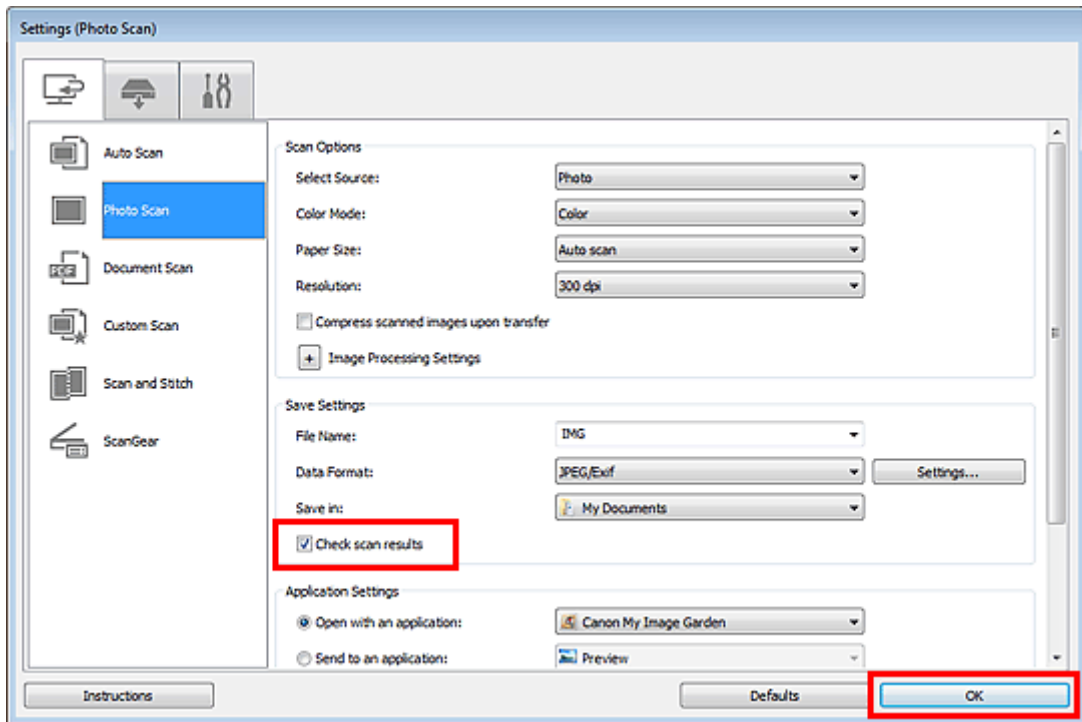 Settings (Photo Scan)
Auto Scan
Photo Scan
Document Scan
Custom Scan
Scan and Stitch
ScanGear
Scan Options
Select Source: Photo
Color Mode: Color
Paper Size: Auto scan
Resolution: 300 dpi
Compress scanned images upon transfer
+ Image Processing Settings
Save Settings
File Name: IMG
Data Format: JPEG/Exif Settings...
Save in: My Documents
Check scan results
Application Settings
Open with an application: Canon My Image Garden
Send to an application: Preview
Instructions Defaults OK